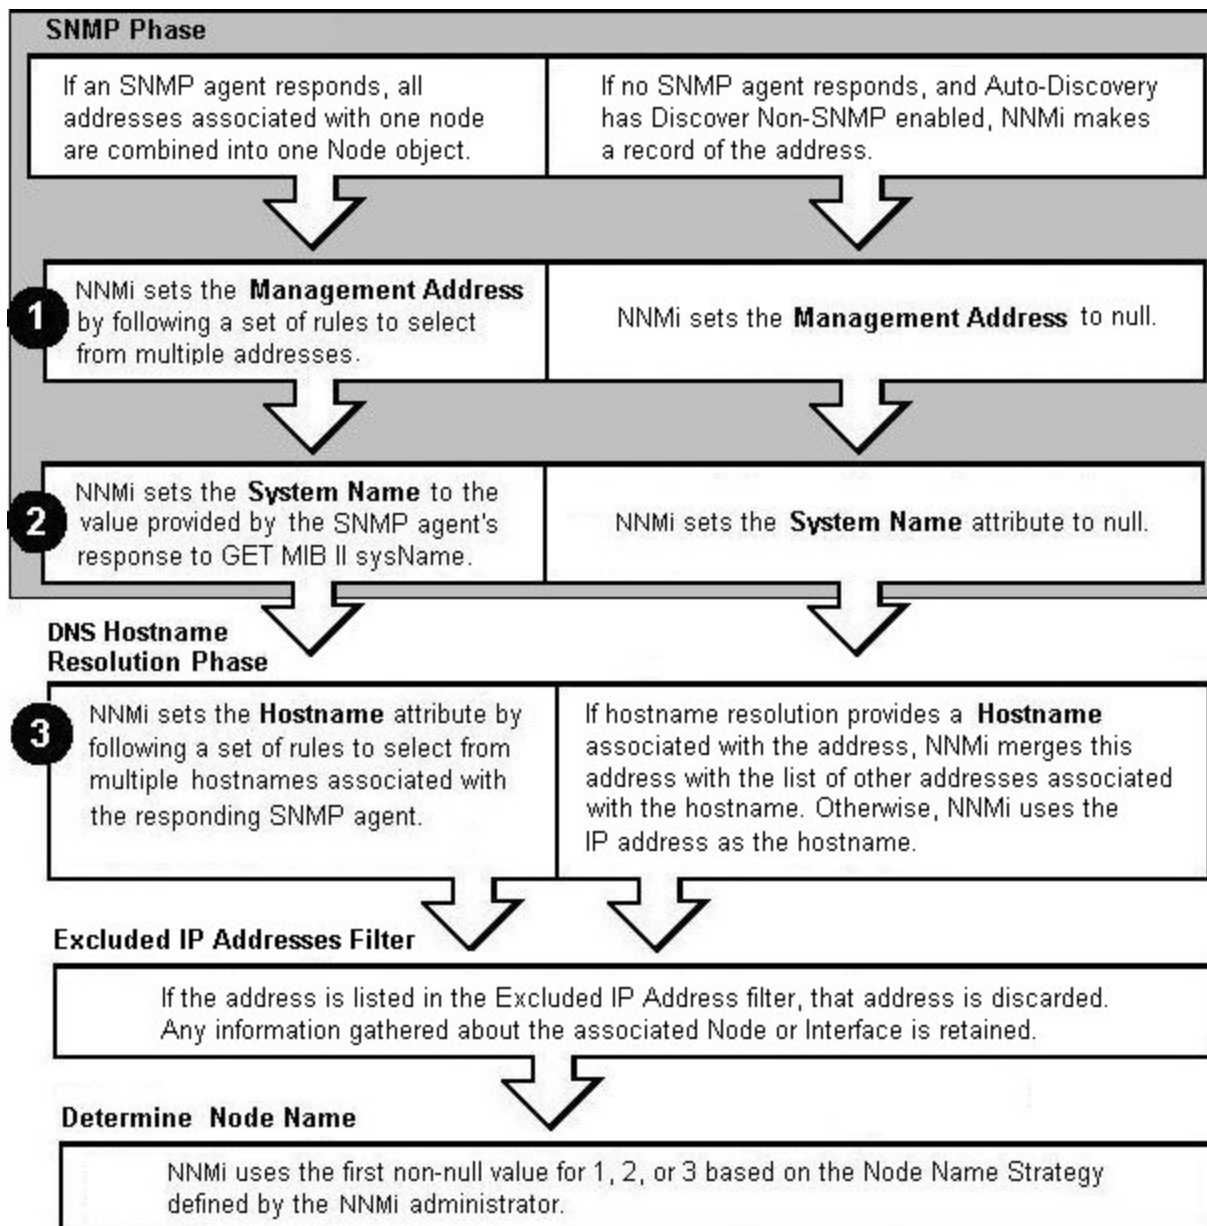 SNMP Phase
If an SNMP agent responds, all
addresses associated with one node
are combined into one Node object.
If no SNMP agent responds, and Auto-Discovery
has Discover Non-SNMP enabled, NNMi makes
a record of the address.
1
NNMi sets the Management Address
by following a set of rules to select
from multiple addresses.
NNMi sets the Management Address to null.
2
NNMi sets the System Name to the
value provided by the SNMP agent's
response to GET MIB II sysName.
NNMi sets the System Name attribute to null.
DNS Hostname
Resolution Phase
3
NNMi sets the Hostname attribute by
following a set of rules to select from
multiple hostnames associated with
the responding SNMP agent.
If hostname resolution provides a Hostname
associated with the address, NNMi merges this
address with the list of other addresses associated
with the hostname. Otherwise, NNMi uses the
IP address as the hostname.
Excluded IP Addresses Filter
If the address is listed in the Excluded IP Address filter, that address is discarded.
Any information gathered about the associated Node or Interface is retained.
Determine Node Name
NNMi uses the first non-null value for 1, 2, or 3 based on the Node Name Strategy
defined by the NNMi administrator.